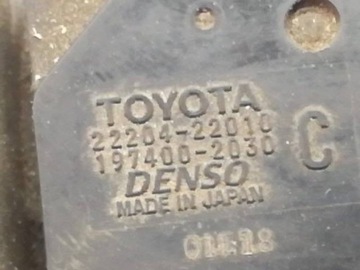 TOYOTA
22204-22010
197400-2030
C
DENSO
MADE IN JAPAN